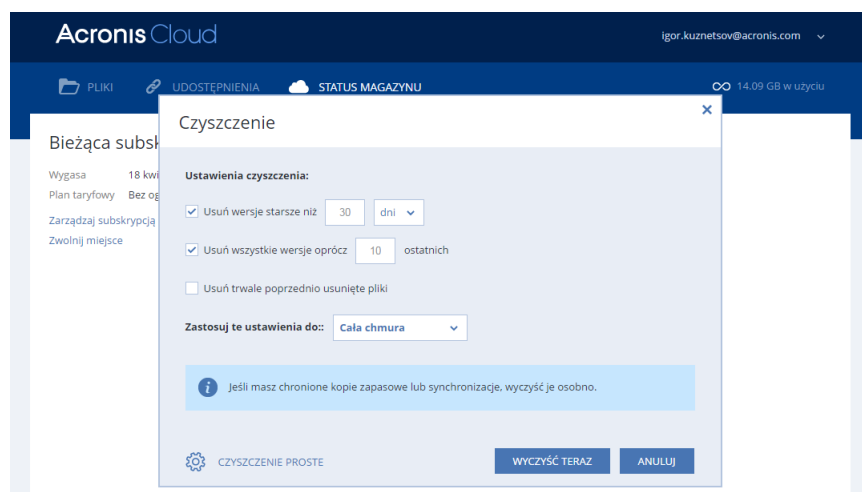 Acronis Cloud
igor.kuznetsov@acronis.com
PLIKI
UDOSTĘPNIENIA
STATUS MAGAZYNU
14.09 GB w użyciu
Czyszczenie
Bieżąca
Wygasa 18
Plan taryfowy Bez
Zarządzaj subskrypcją
Zwolnij miejsce
Ustawienia czyszczenia:
Usuń wersje starsze niż 30 dni
Usuń wszystkie wersje oprócz 10 ostatnich
Usuń trwale poprzednio usunięte pliki
Zastosuj te ustawienia do:: Cała chmura
Jeśli masz chronione kopie zapasowe lub synchronizacje, wyczyść je osobno.
CZYSZCZENIE PROSTE
WYCZYŚĆ TERAZ
ANULUJ